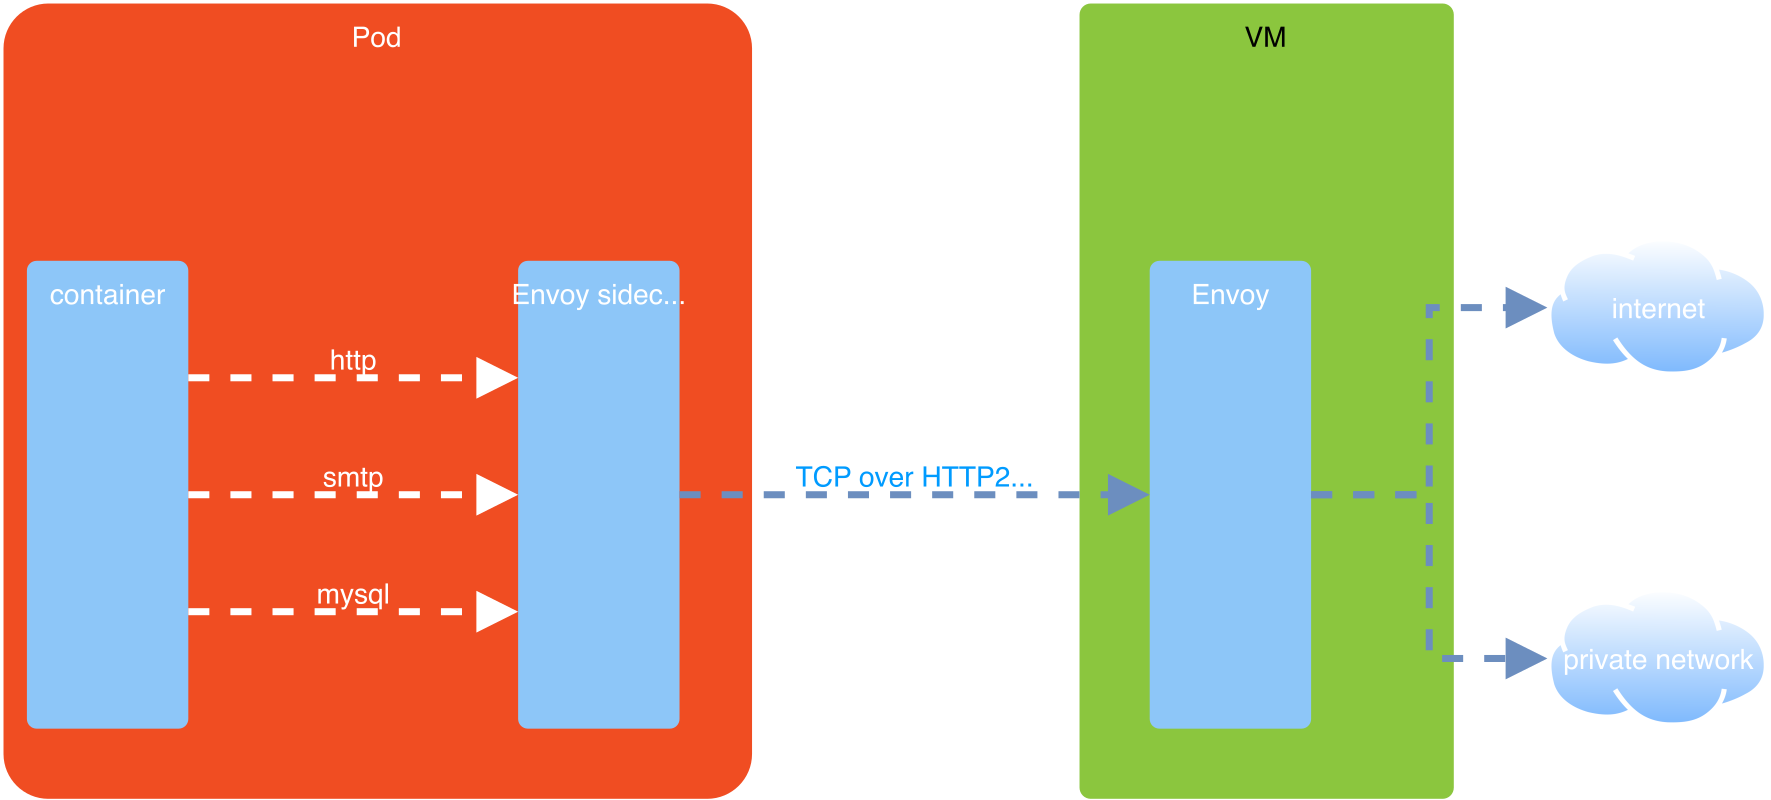 Pod
VM
container
Envoy sidec...
Envoy
internet
http
smtp
TCP over HTTP2...
mysql
private network